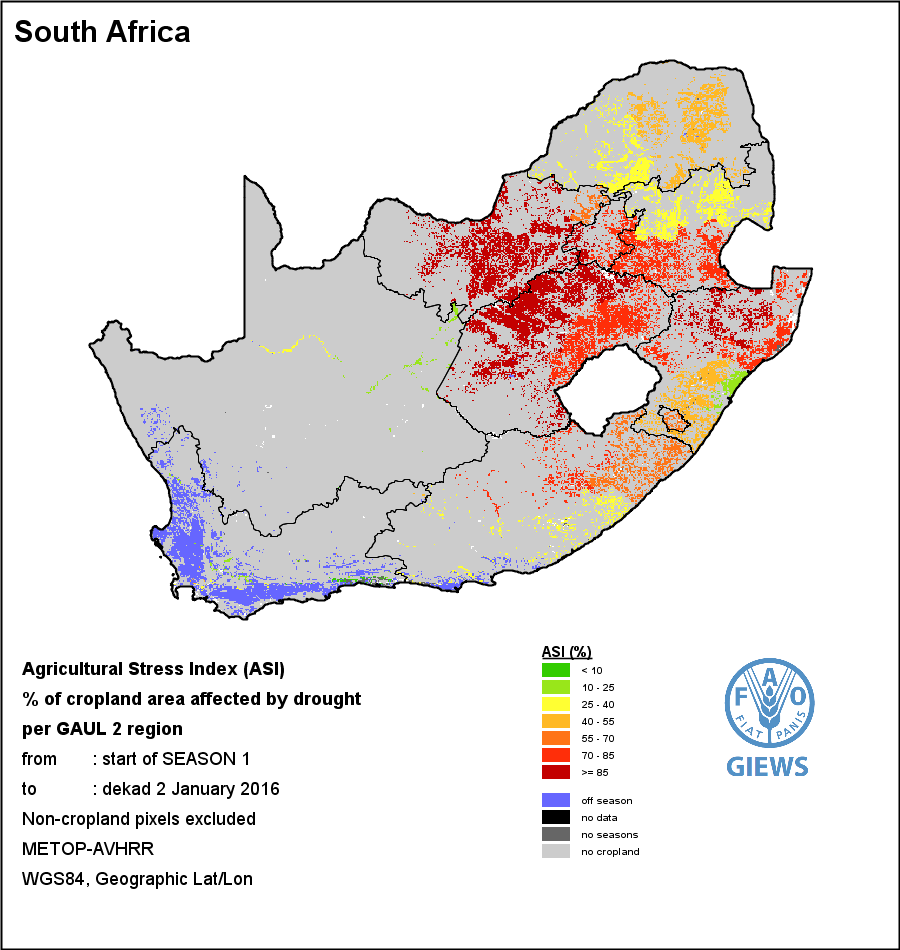 South Africa
Agricultural Stress Index (ASI)
% of cropland area affected by drought
per GAUL 2 region
from : start of SEASON 1
to : dekad 2 January 2016
Non-cropland pixels excluded
METOP-AVHRR
WGS84, Geographic Lat/Lon
ASI (%)
< 10
10 - 25
25 - 40
40 - 55
55 - 70
70 - 85
>= 85
off season
no data
no seasons
no cropland
F A O
FIAT PANIS
GIEWS